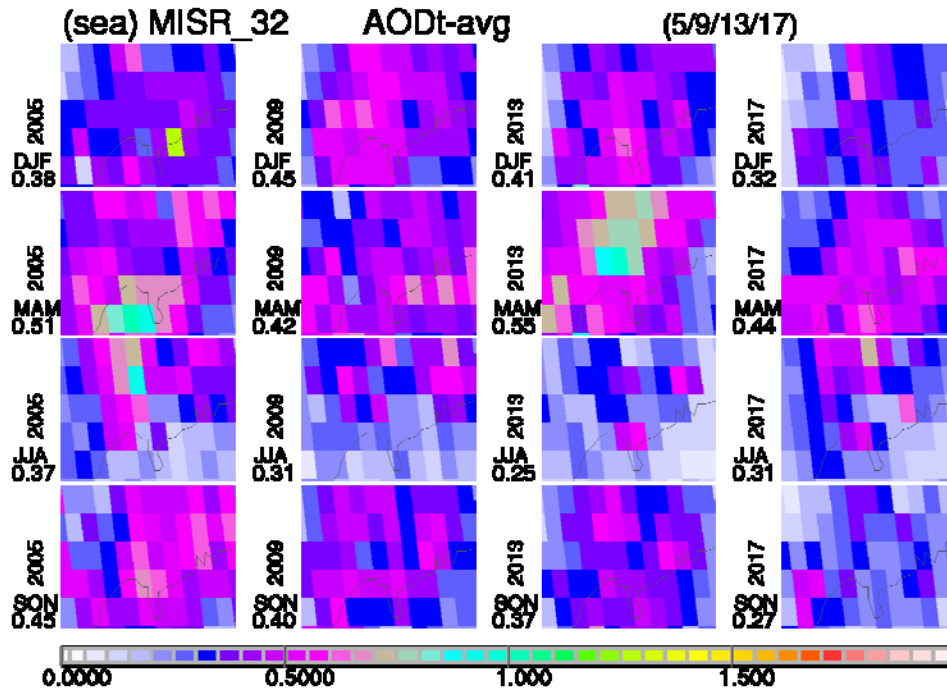 (sea) MISR_32 AODt-avg (5/9/13/17)
DJF 2005
0.38
DJF 2009
0.45
DJF 2013
0.41
DJF 2017
0.32
MAM 2005
0.51
MAM 2009
0.42
MAM 2013
0.55
MAM 2017
0.44
JJA 2005
0.37
JJA 2009
0.31
JJA 2013
0.25
JJA 2017
0.31
SON 2005
0.45
SON 2009
0.40
SON 2013
0.37
SON 2017
0.27
0.0000 0.5000 1.000 1.500